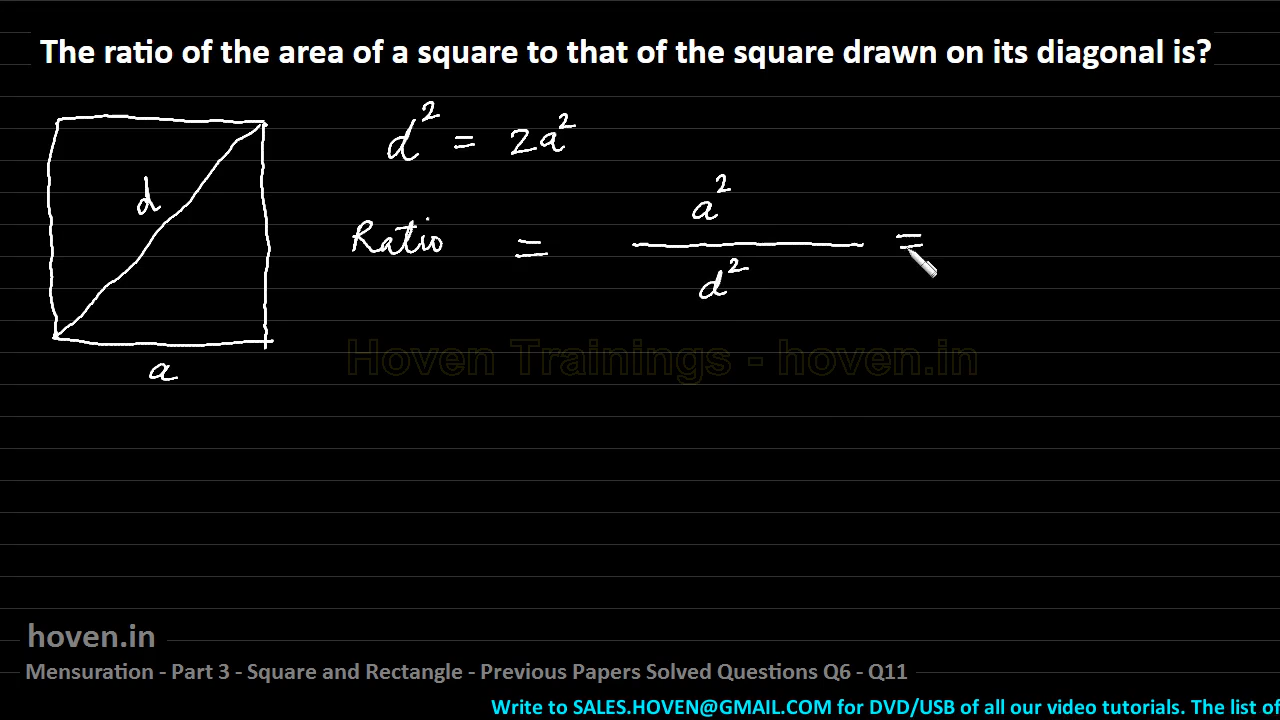 The ratio of the area of a square to that of the square drawn on its diagonal is?
d² = 2a²
d
Ratio = a² / d² =
a
Hoven Trainings - hoven.in
hoven.in
Mensuration - Part 3 - Square and Rectangle - Previous Papers Solved Questions Q6 - Q11
Write to SALES.HOVEN@GMAIL.COM for DVD/USB of all our video tutorials. The list of